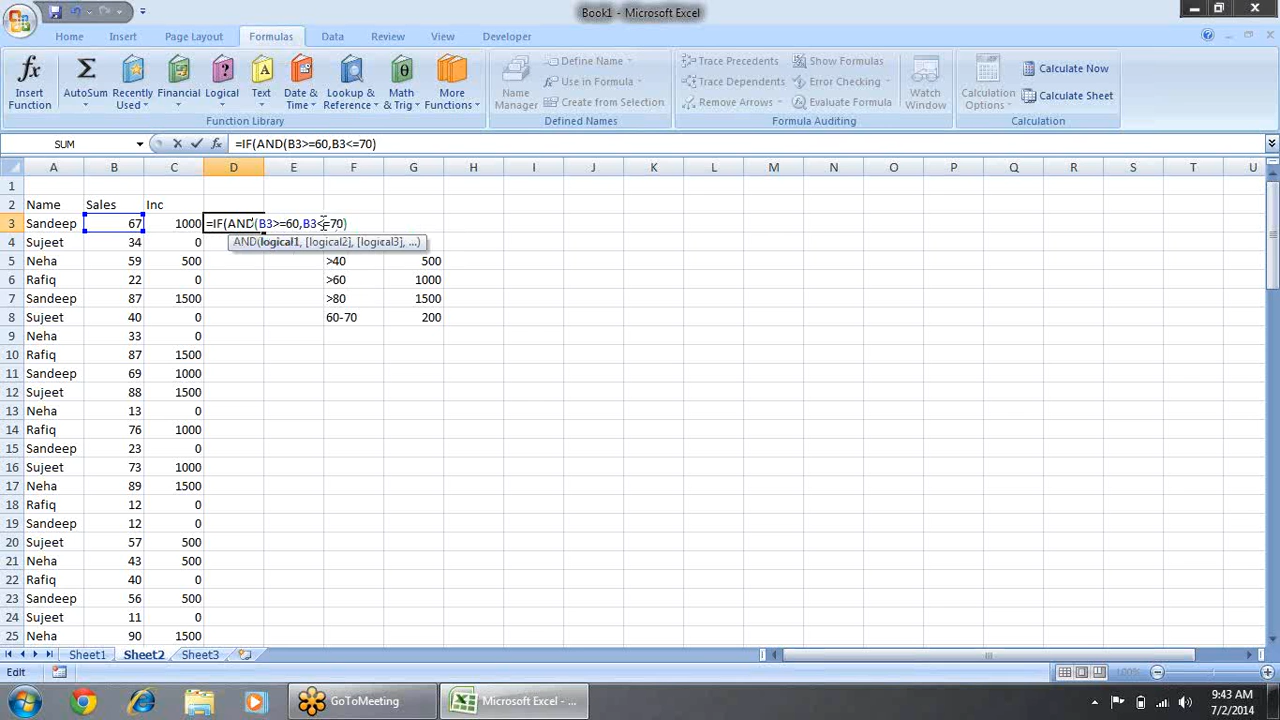 Book1 - Microsoft Excel
Home Insert Page Layout Formulas Data Review View Developer
Insert Function
AutoSum
Recently Used
Financial
Logical
Text
Date & Time
Lookup & Reference
Math & Trig
More Functions
Function Library
Name Manager
Define Name
Use in Formula
Create from Selection
Defined Names
Trace Precedents
Trace Dependents
Remove Arrows
Show Formulas
Error Checking
Evaluate Formula
Formula Auditing
Watch Window
Calculation Options
Calculate Now
Calculate Sheet
Calculation
SUM fx =IF(AND(B3>=60,B3<=70)
A B C D E F G H I J K L M N O P Q R S T U
1
2 Name Sales Inc
3 Sandeep 67 1000 =IF(AND(B3>=60,B3<=70)
4 Sujeet 34 0 AND(logical1, [logical2], [logical3], ...)
5 Neha 59 500 >40 500
6 Rafiq 22 0 >60 1000
7 Sandeep 87 1500 >80 1500
8 Sujeet 40 0 60-70 200
9 Neha 33 0
10 Rafiq 87 1500
11 Sandeep 69 1000
12 Sujeet 88 1500
13 Neha 13 0
14 Rafiq 76 1000
15 Sandeep 23 0
16 Sujeet 73 1000
17 Neha 89 1500
18 Rafiq 12 0
19 Sandeep 12 0
20 Sujeet 57 500
21 Neha 43 500
22 Rafiq 40 0
23 Sandeep 56 500
24 Sujeet 11 0
25 Neha 90 1500
Sheet1 Sheet2 Sheet3
Edit 100%
GoToMeeting Microsoft Excel - ... 9:43 AM
7/2/2014